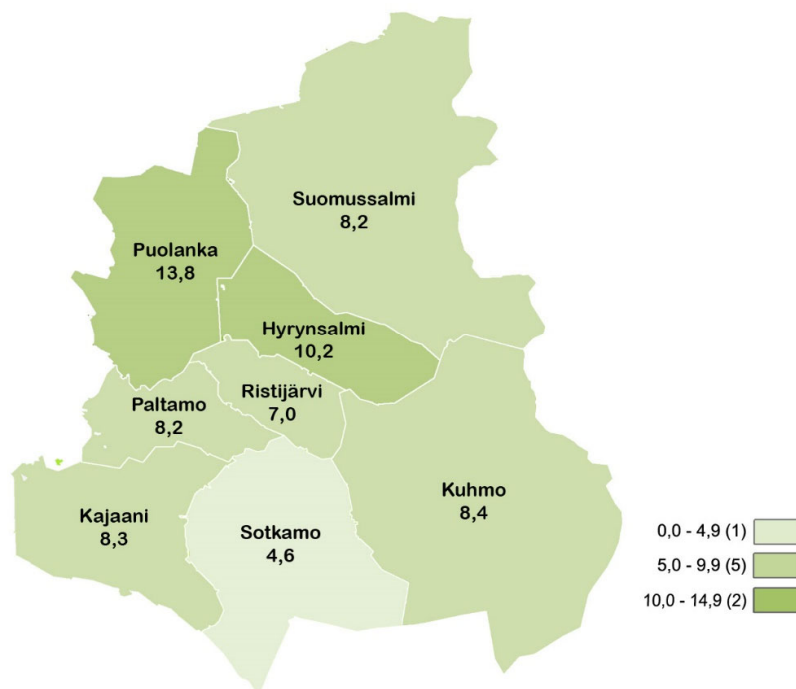 Suomussalmi
8,2
Puolanka
13,8
Hyrynsalmi
10,2
Ristijärvi
7,0
Paltamo
8,2
Kuhmo
8,4
Kajaani
8,3
Sotkamo
4,6
0,0 - 4,9 (1)
5,0 - 9,9 (5)
10,0 - 14,9 (2)